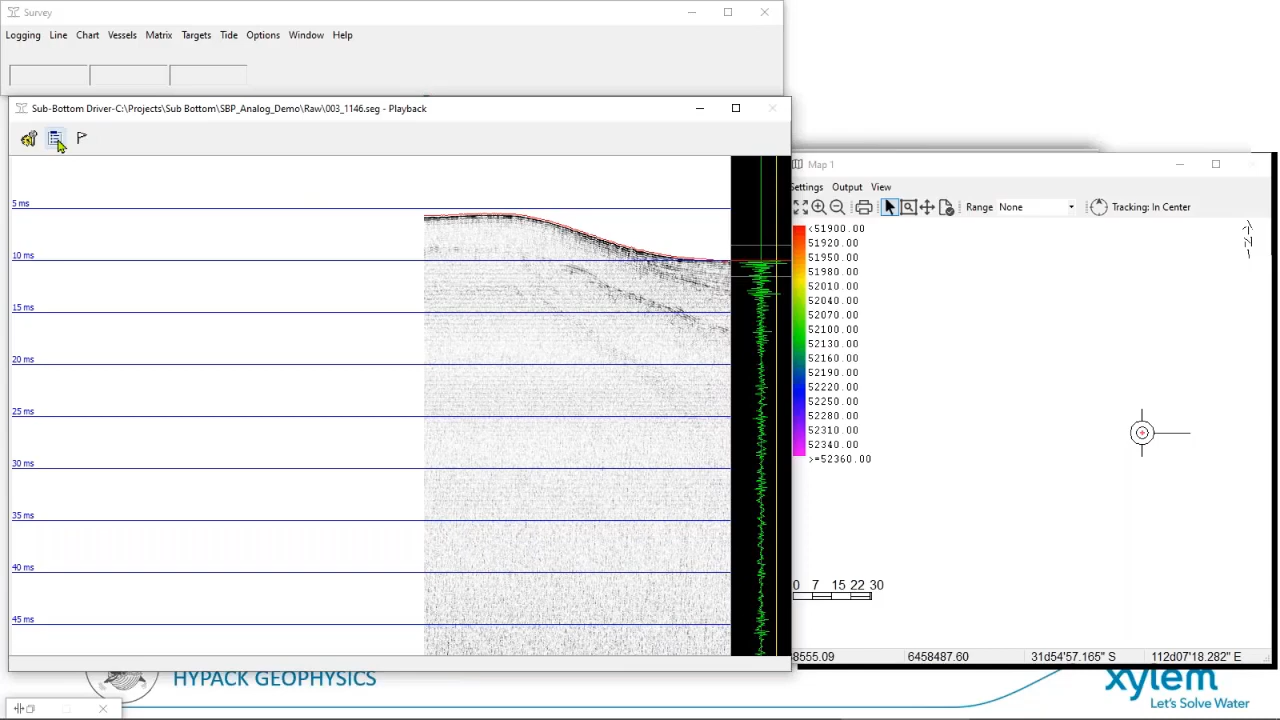 Survey
Logging Line Chart Vessels Matrix Targets Tide Options Window Help
Sub-Bottom Driver-C:\Projects\Sub Bottom\SBP_Analog_Demo\Raw\003_1146.seg - Playback
5 ms
10 ms
15 ms
20 ms
25 ms
30 ms
35 ms
40 ms
45 ms
Map 1
Settings Output View
Range None Tracking: In Center
<51900.00
51920.00
51950.00
51980.00
52010.00
52040.00
52070.00
52100.00
52130.00
52160.00
52190.00
52220.00
52250.00
52280.00
52310.00
52340.00
>=52360.00
N
0 7 15 22 30
8555.09 6458487.60 31d54'57.165" S 112d07'18.282" E
HYPACK GEOPHYSICS
xylem
Let's Solve Water